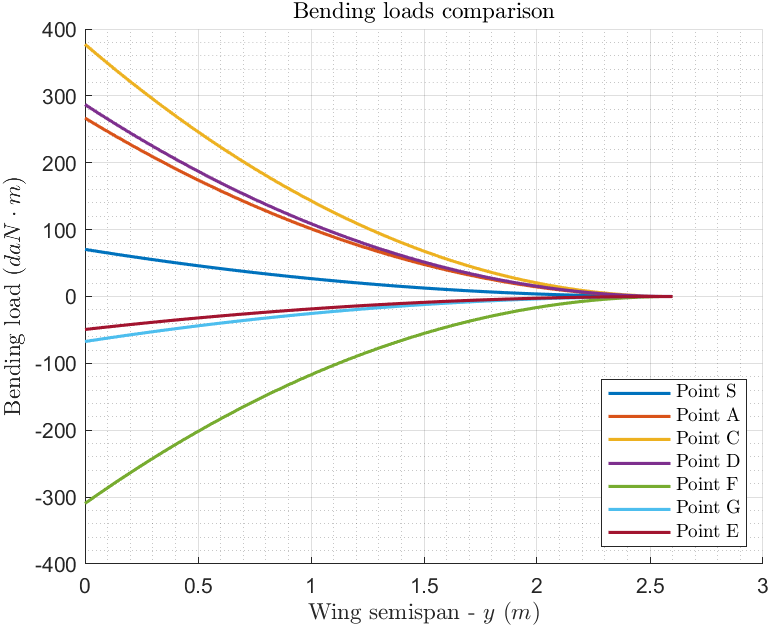 Bending loads comparison
400
300
200
100
0
-100
-200
-300
-400
Bending load (daN · m)
0
0.5
1
1.5
2
2.5
3
Wing semispan - y (m)
Point S
Point A
Point C
Point D
Point F
Point G
Point E